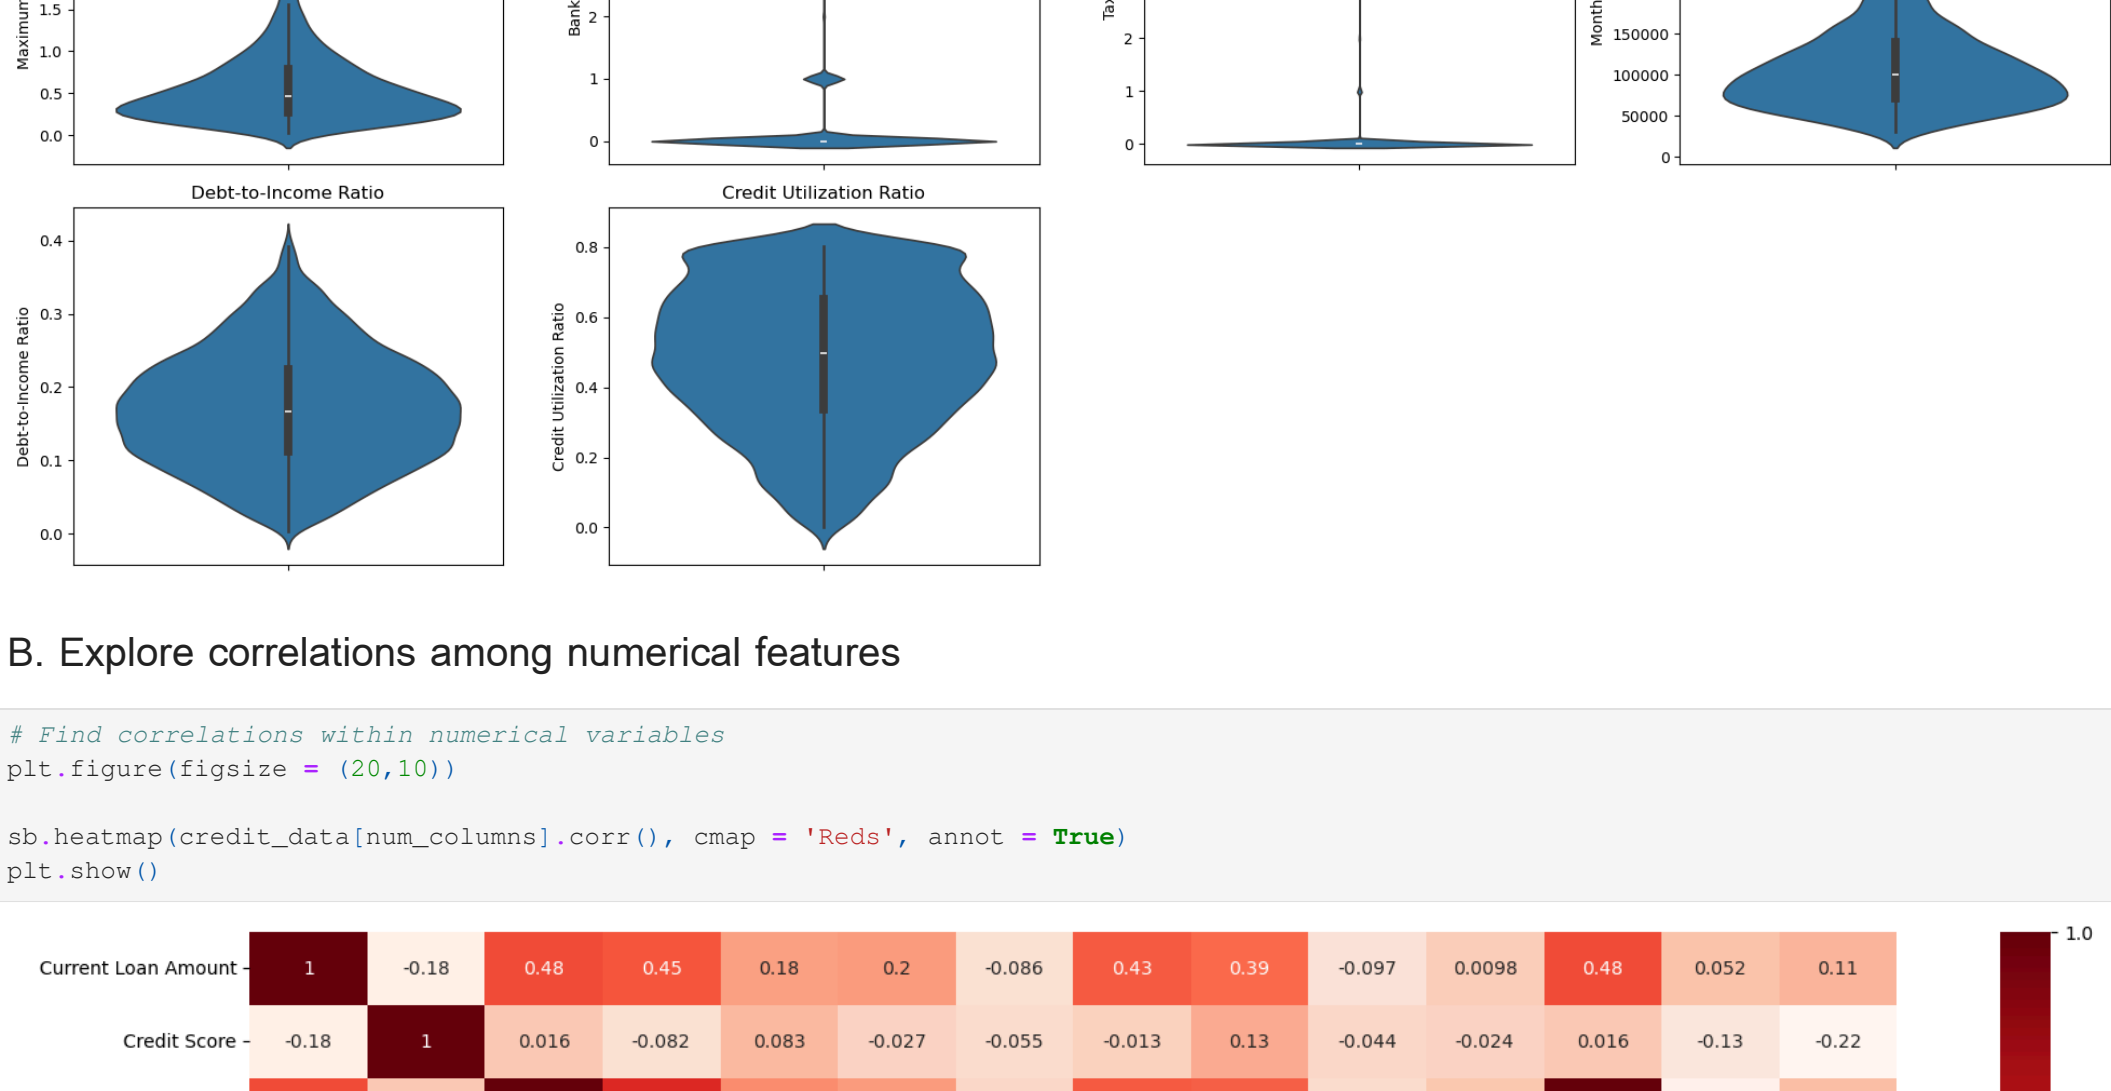 Maximum
1.5
1.0
0.5
0.0
Bank
2
1
0
Tax
2
1
0
Month
150000
100000
50000
0
Debt-to-Income Ratio
Debt-to-Income Ratio
0.4
0.3
0.2
0.1
0.0
Credit Utilization Ratio
Credit Utilization Ratio
0.8
0.6
0.4
0.2
0.0
B. Explore correlations among numerical features
# Find correlations within numerical variables
plt.figure(figsize = (20,10))
sb.heatmap(credit_data[num_columns].corr(), cmap = 'Reds', annot = True)
plt.show()
Current Loan Amount 1 -0.18 0.48 0.45 0.18 0.2 -0.086 0.43 0.39 -0.097 0.0098 0.48 0.052 0.11
Credit Score -0.18 1 0.016 -0.082 0.083 -0.027 -0.055 -0.013 0.13 -0.044 -0.024 0.016 -0.13 -0.22
1.0